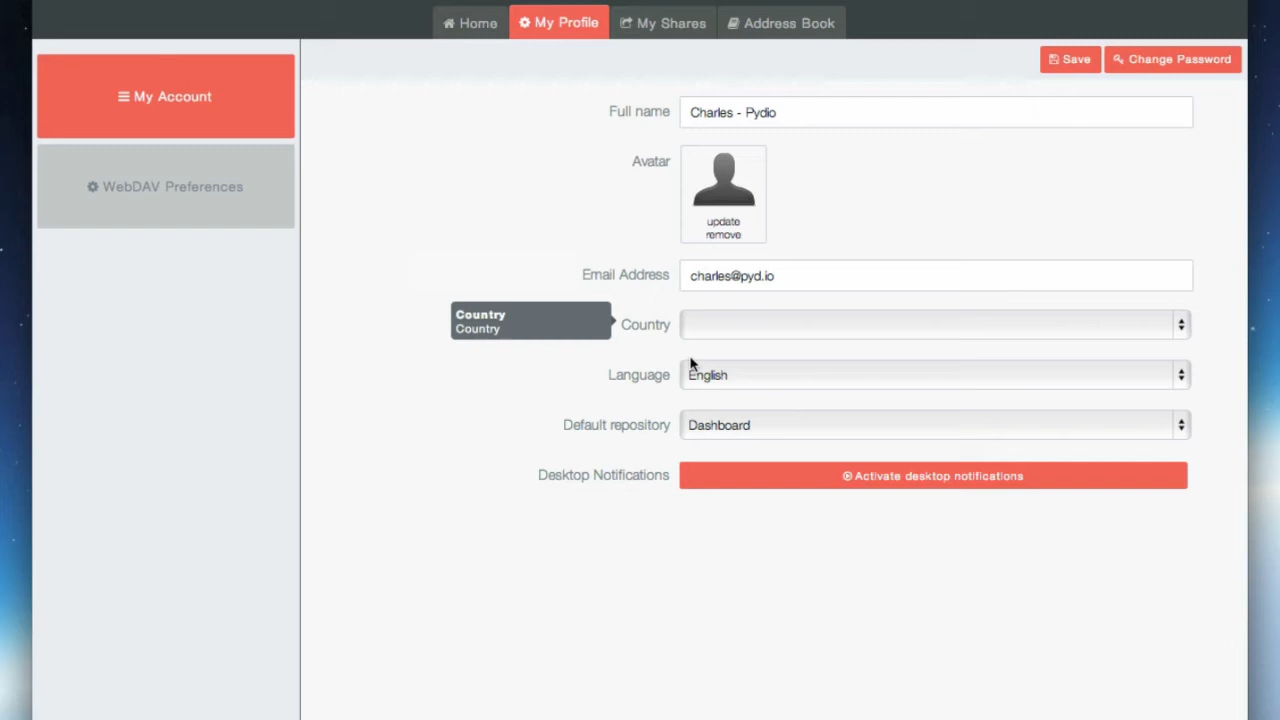 Home
My Profile
My Shares
Address Book
Save
Change Password
My Account
WebDAV Preferences
Full name
Charles - Pydio
Avatar
update
remove
Email Address
charles@pyd.io
Country
Country
Country
Language
English
Default repository
Dashboard
Desktop Notifications
Activate desktop notifications